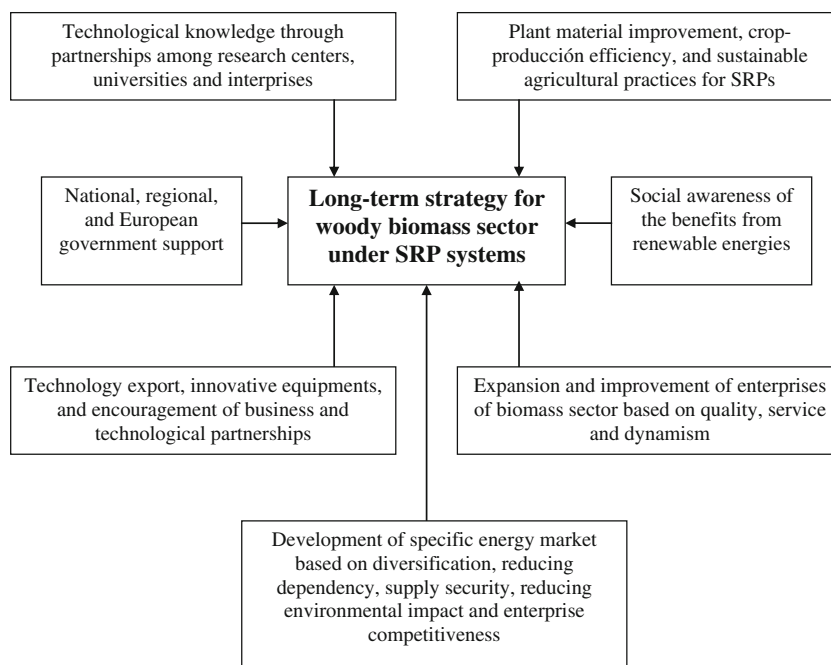 Technological knowledge through
partnerships among research centers,
universities and interprises
Plant material improvement, crop-
producción efficiency, and sustainable
agricultural practices for SRPs
National, regional,
and European
government support
Long-term strategy for
woody biomass sector
under SRP systems
Social awareness of
the benefits from
renewable energies
Technology export, innovative equipments,
and encouragement of business and
technological partnerships
Expansion and improvement of enterprises
of biomass sector based on quality, service
and dynamism
Development of specific energy market
based on diversification, reducing
dependency, supply security, reducing
environmental impact and enterprise
competitiveness